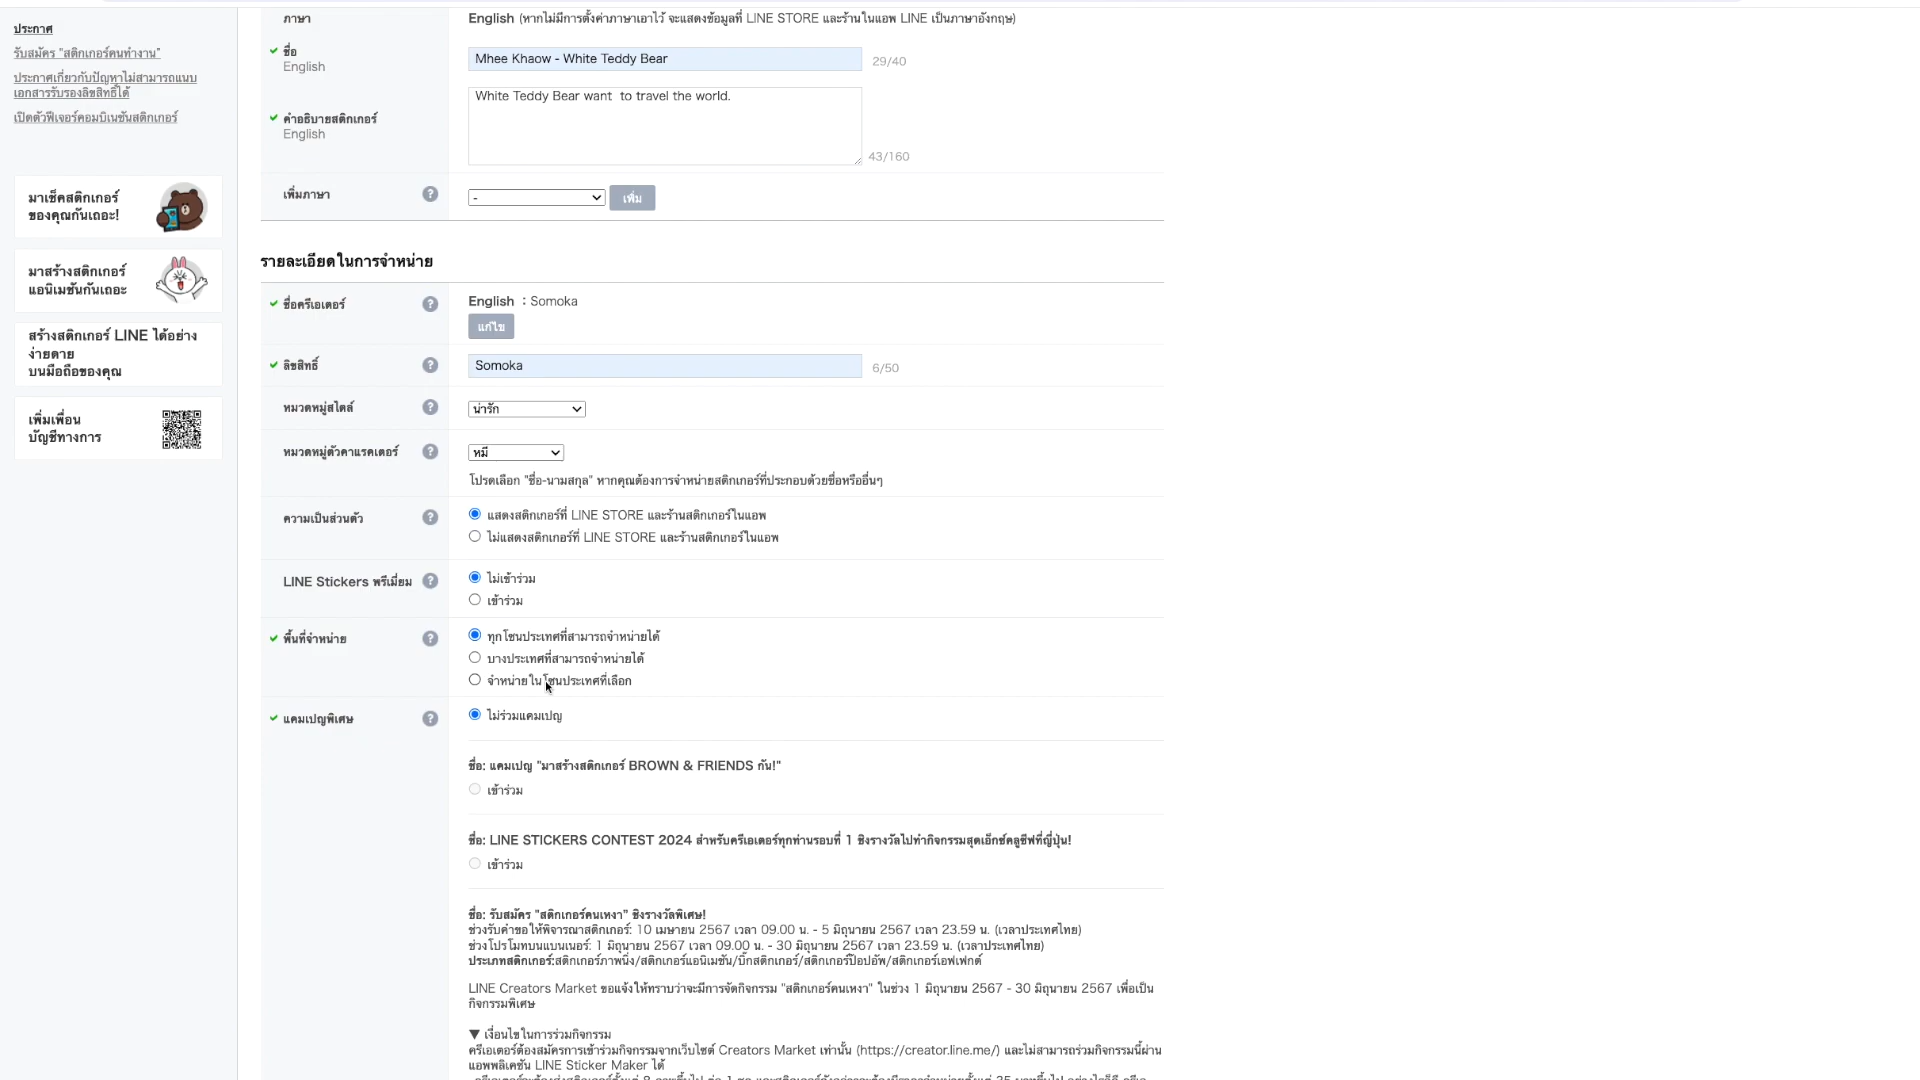 ประกาศ
รับสมัคร "สติกเกอร์คนทำงาน"
ประกาศเกี่ยวกับปัญหาไม่สามารถแนบ
เอกสารรับรองลิขสิทธิ์ได้
เปิดตัวฟีเจอร์คอมบิเนชันสติกเกอร์
มาเช็คสติกเกอร์
ของคุณกันเถอะ!
มาสร้างสติกเกอร์
แอนิเมชันกันเถอะ
สร้างสติกเกอร์ LINE ได้อย่าง
ง่ายดาย
บนมือถือของคุณ
เพิ่มเพื่อน
บัญชีทางการ
ภาษา
English (หากไม่มีการตั้งค่าภาษาเอาไว้ จะแสดงข้อมูลที่ LINE STORE และร้านในแอพ LINE เป็นภาษาอังกฤษ)
ชื่อ
English
Mhee Khaow - White Teddy Bear
29/40
คำอธิบายสติกเกอร์
English
White Teddy Bear want  to travel the world.
43/160
เพิ่มภาษา
?
-
เพิ่ม
รายละเอียดในการจำหน่าย
ชื่อครีเอเตอร์
?
English : Somoka
แก้ไข
ลิขสิทธิ์
?
Somoka
6/50
หมวดหมู่สไตล์
?
น่ารัก
หมวดหมู่ตัวคาแรคเตอร์
?
หมี
โปรดเลือก "ชื่อ-นามสกุล" หากคุณต้องการจำหน่ายสติกเกอร์ที่ประกอบด้วยชื่อหรืออื่นๆ
ความเป็นส่วนตัว
?
แสดงสติกเกอร์ที่ LINE STORE และร้านสติกเกอร์ในแอพ
ไม่แสดงสติกเกอร์ที่ LINE STORE และร้านสติกเกอร์ในแอพ
LINE Stickers พรีเมี่ยม
?
ไม่เข้าร่วม
เข้าร่วม
พื้นที่จำหน่าย
?
ทุกโซนประเทศที่สามารถจำหน่ายได้
บางประเทศที่สามารถจำหน่ายได้
จำหน่ายในโซนประเทศที่เลือก
แคมเปญพิเศษ
?
ไม่ร่วมแคมเปญ
ชื่อ: แคมเปญ "มาสร้างสติกเกอร์ BROWN & FRIENDS กัน!"
เข้าร่วม
ชื่อ: LINE STICKERS CONTEST 2024 สำหรับครีเอเตอร์ทุกท่านรอบที่ 1 ชิงรางวัลไปทำกิจกรรมสุดเอ็กซ์คลูซีฟที่ญี่ปุ่น!
เข้าร่วม
ชื่อ: รับสมัคร "สติกเกอร์คนเหงา" ชิงรางวัลพิเศษ!
ช่วงรับคำขอให้พิจารณาสติกเกอร์: 10 เมษายน 2567 เวลา 09.00 น. - 5 มิถุนายน 2567 เวลา 23.59 น. (เวลาประเทศไทย)
ช่วงโปรโมทบนแบนเนอร์: 1 มิถุนายน 2567 เวลา 09.00 น. - 30 มิถุนายน 2567 เวลา 23.59 น. (เวลาประเทศไทย)
ประเภทสติกเกอร์:สติกเกอร์ภาพนิ่ง/สติกเกอร์แอนิเมชัน/บิ๊กสติกเกอร์/สติกเกอร์ป๊อปอัพ/สติกเกอร์เอฟเฟกต์
LINE Creators Market ขอแจ้งให้ทราบว่าจะมีการจัดกิจกรรม "สติกเกอร์คนเหงา" ในช่วง 1 มิถุนายน 2567 - 30 มิถุนายน 2567 เพื่อเป็น
กิจกรรมพิเศษ
▼ เงื่อนไขในการร่วมกิจกรรม
ครีเอเตอร์ต้องสมัครการเข้าร่วมกิจกรรมจากเว็บไซต์ Creators Market เท่านั้น (https://creator.line.me/) และไม่สามารถร่วมกิจกรรมนี้ผ่าน
แอพพลิเคชัน LINE Sticker Maker ได้